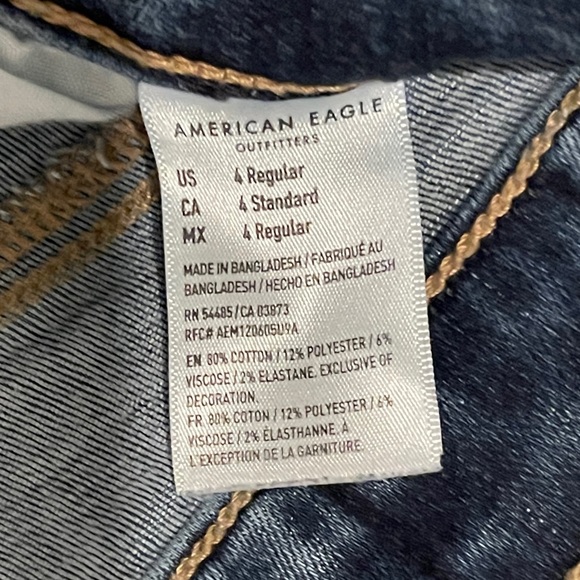 AMERICAN EAGLE
OUTFITTERS
US 4 Regular
CA 4 Standard
MX 4 Regular
MADE IN BANGLADESH / FABRIQUÉ AU
BANGLADESH / HECHO EN BANGLADESH
RN 54485 / CA 03873
RFC# AEM120605U9A
EN 80% COTTON / 12% POLYESTER / 6%
VISCOSE / 2% ELASTANE. EXCLUSIVE OF
DECORATION.
FR 80% COTON / 12% POLYESTER / 6%
VISCOSE / 2% ÉLASTHANNE. À
L'EXCEPTION DE LA GARNITURE.